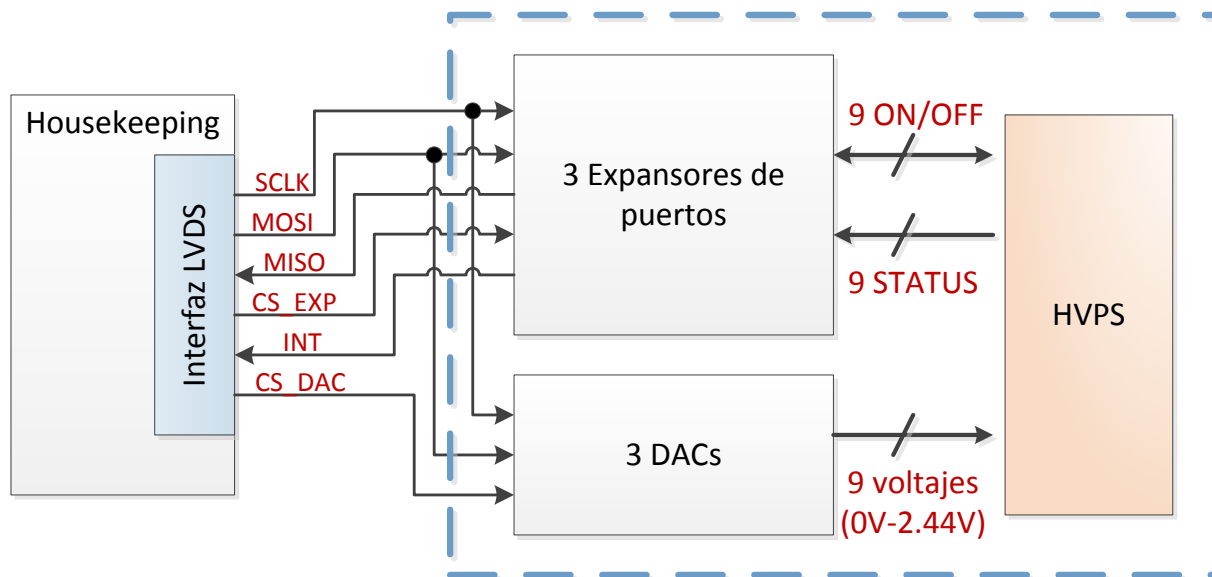 Housekeeping
Interfaz LVDS
SCLK
MOSI
MISO
CS_EXP
INT
CS_DAC
3 Expansores de
puertos
3 DACs
9 ON/OFF
9 STATUS
9 voltajes
(0V-2.44V)
HVPS